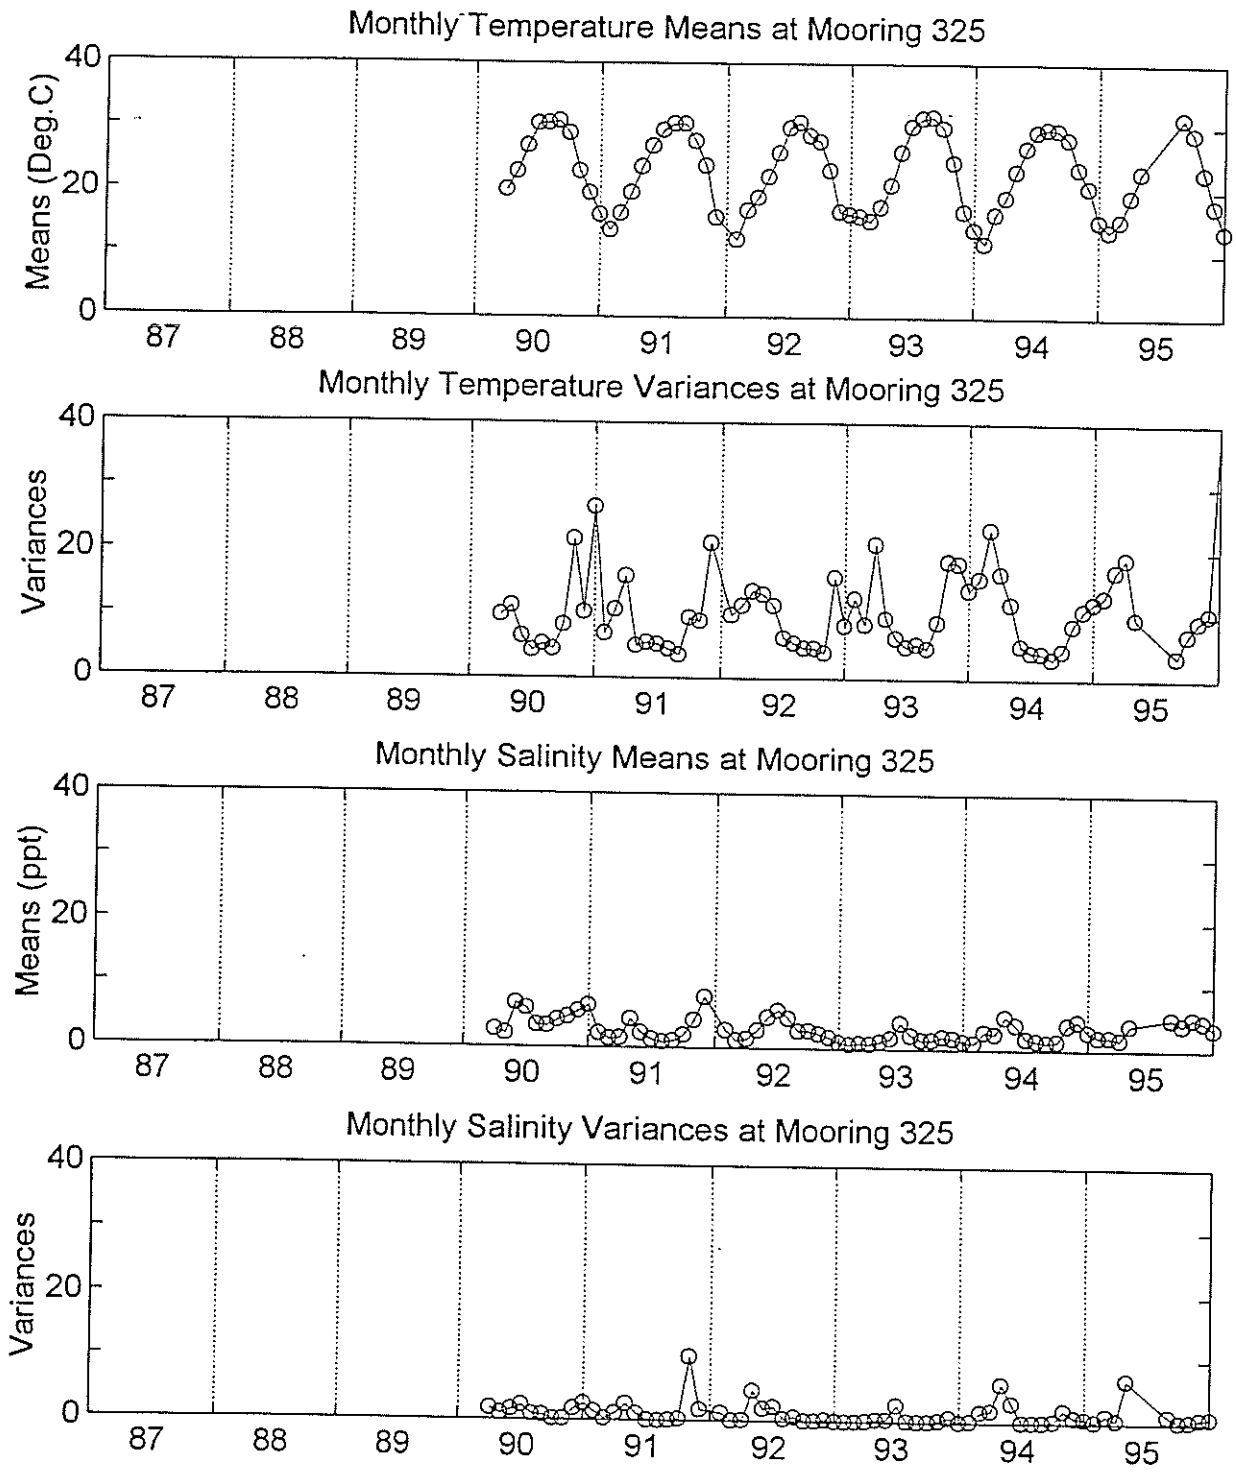 Monthly Temperature Means at Mooring 325
40
20
0
Means (Deg.C)
87 88 89 90 91 92 93 94 95
Monthly Temperature Variances at Mooring 325
40
20
0
Variances
87 88 89 90 91 92 93 94 95
Monthly Salinity Means at Mooring 325
40
20
0
Means (ppt)
87 88 89 90 91 92 93 94 95
Monthly Salinity Variances at Mooring 325
40
20
0
Variances
87 88 89 90 91 92 93 94 95